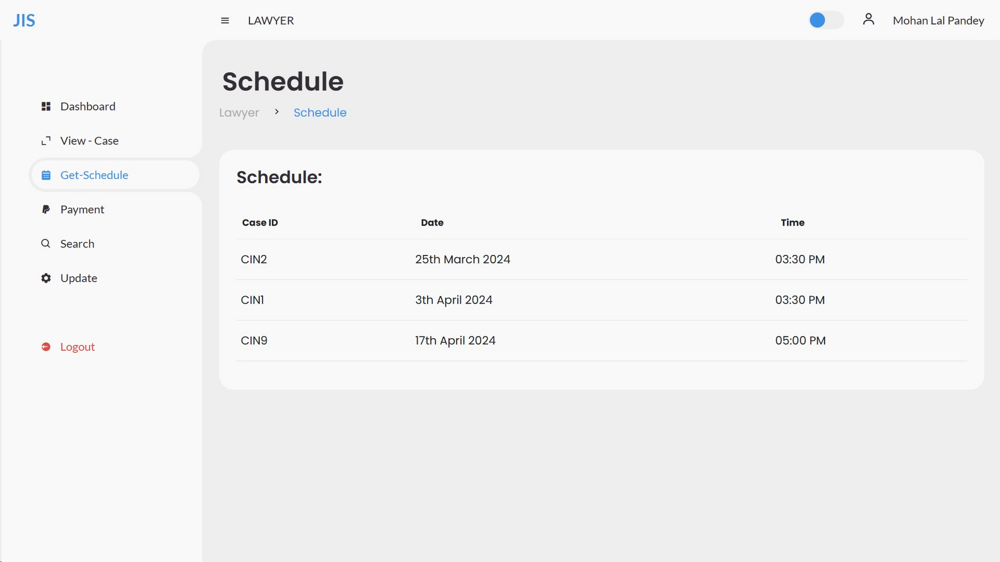 JIS
LAWYER
Mohan Lal Pandey
Dashboard
View - Case
Get-Schedule
Payment
Search
Update
Logout
Schedule
Lawyer > Schedule
Schedule:
Case ID Date Time
CIN2 25th March 2024 03:30 PM
CIN1 3th April 2024 03:30 PM
CIN9 17th April 2024 05:00 PM